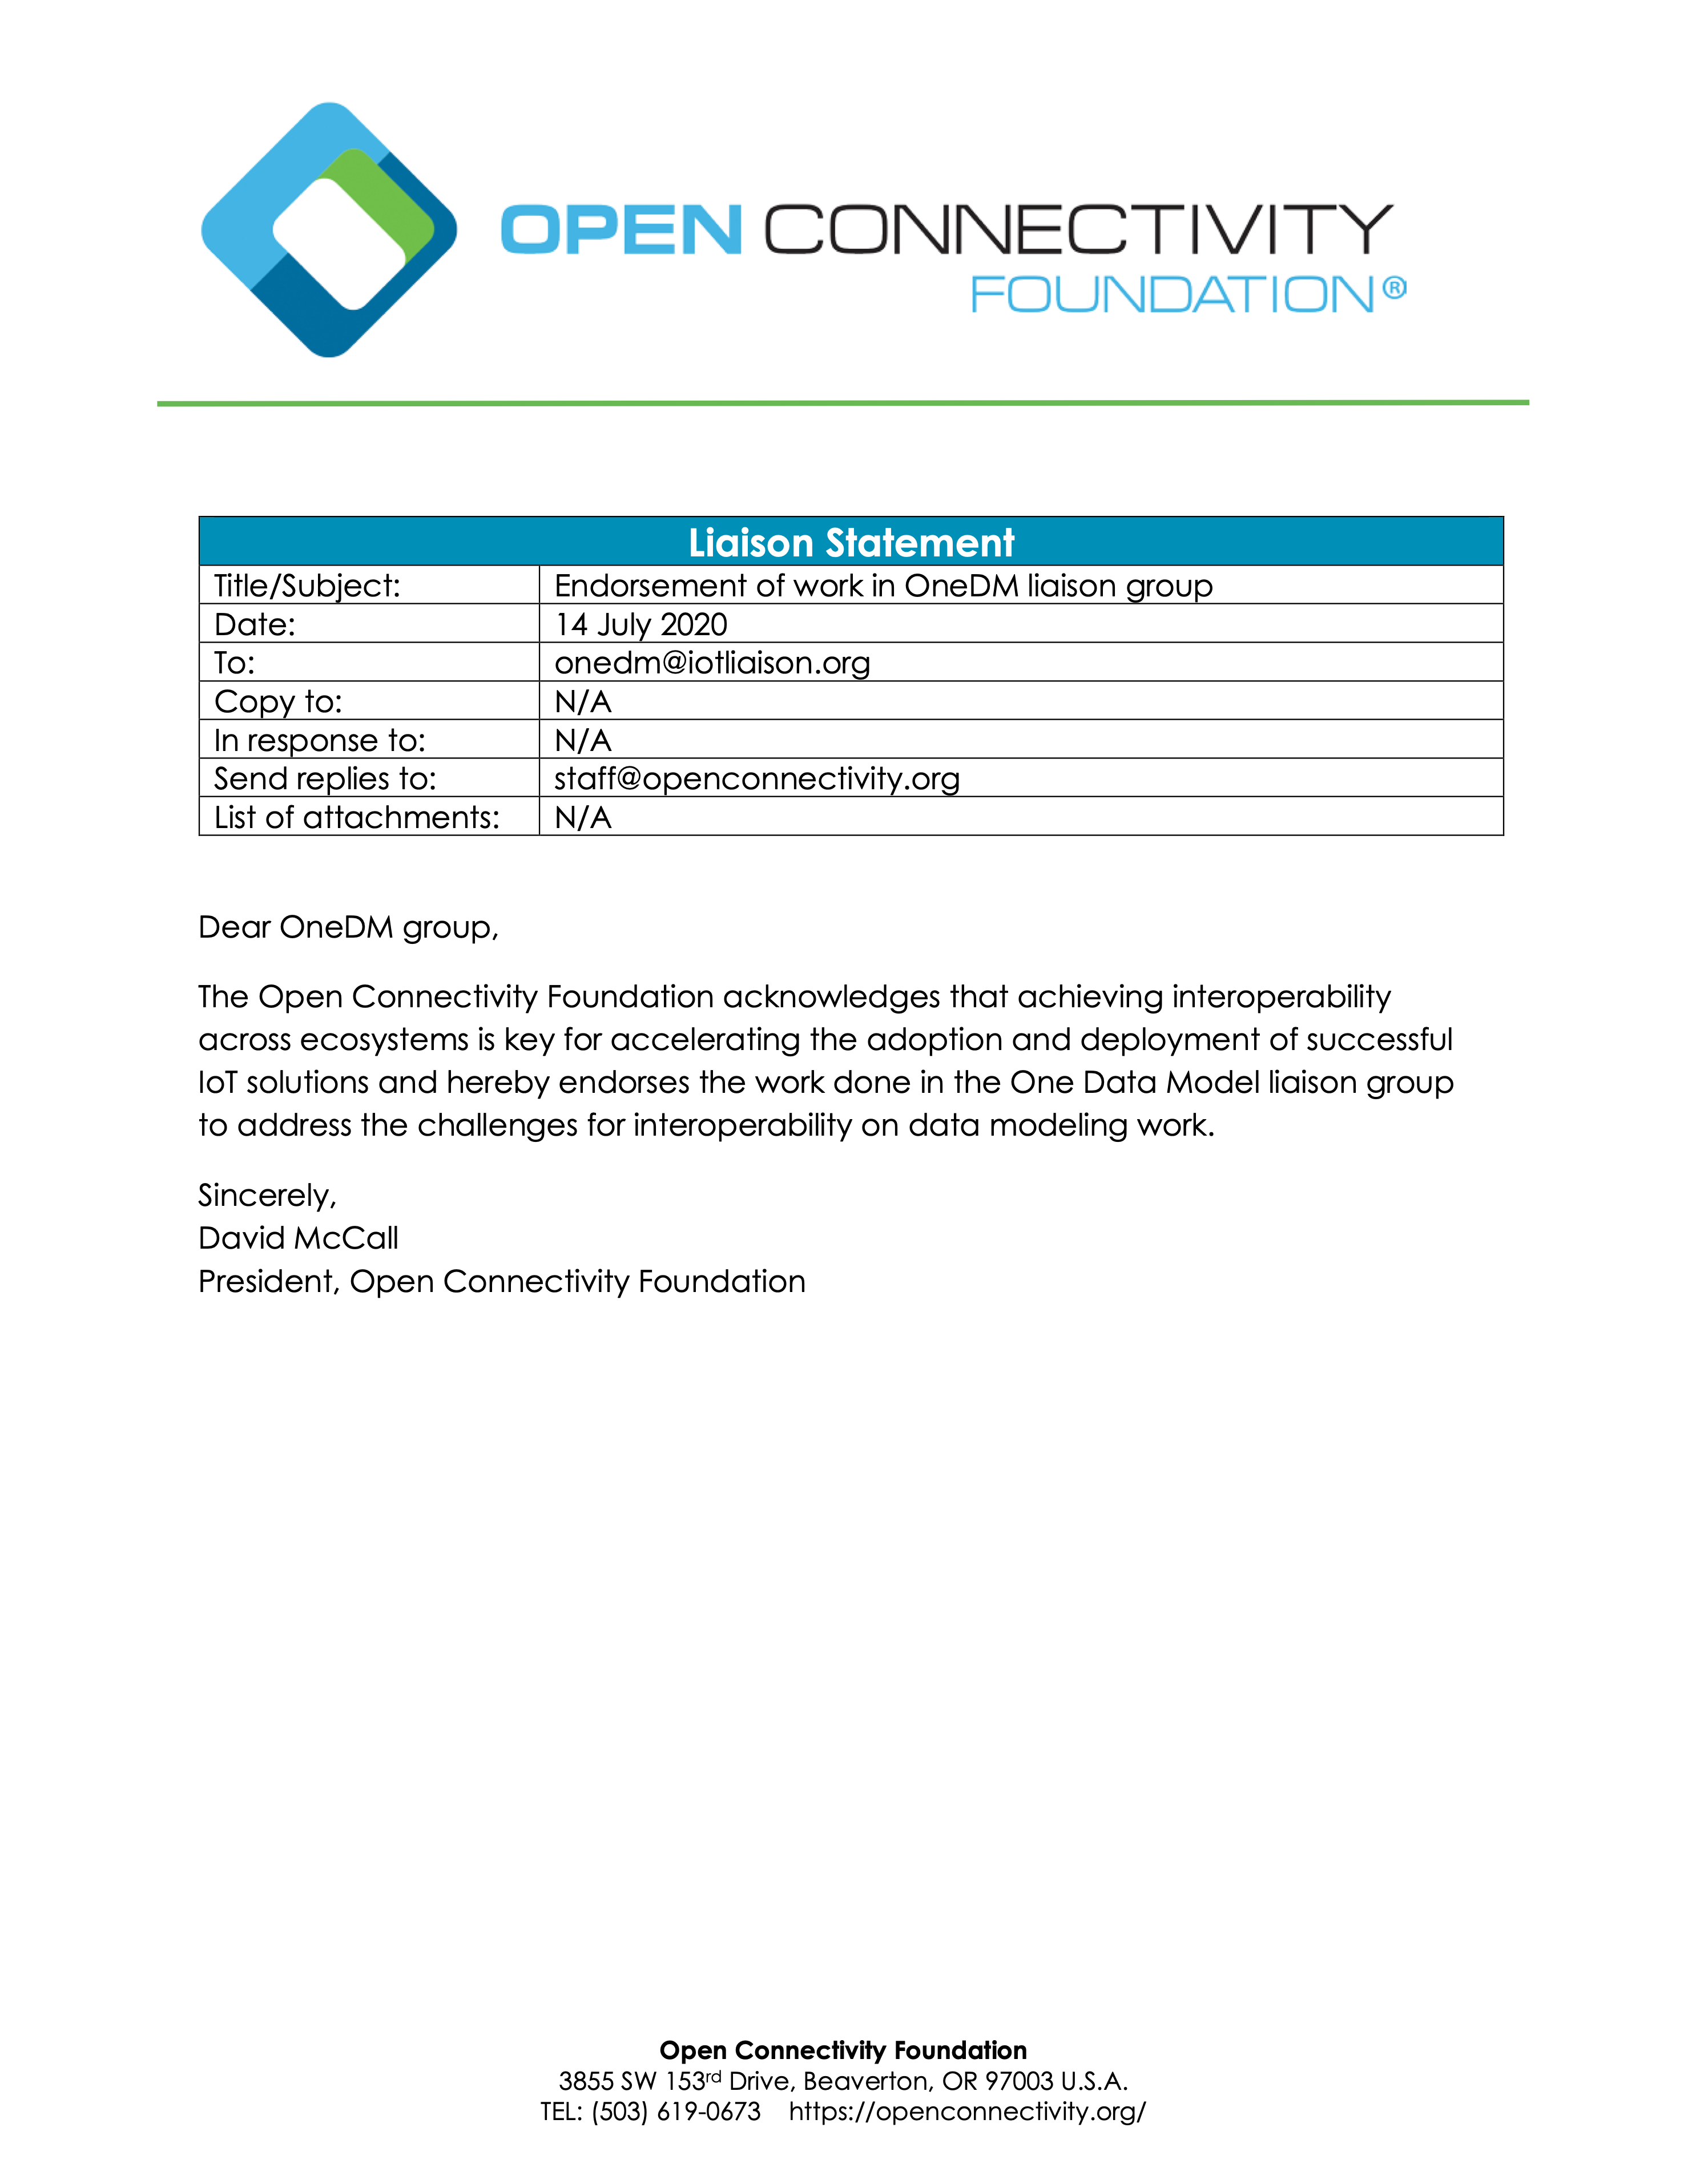 OPEN CONNECTIVITY
FOUNDATION®
Liaison Statement
Title/Subject: Endorsement of work in OneDM liaison group
Date: 14 July 2020
To: onedm@iotliaison.org
Copy to: N/A
In response to: N/A
Send replies to: staff@openconnectivity.org
List of attachments: N/A
Dear OneDM group,
The Open Connectivity Foundation acknowledges that achieving interoperability
across ecosystems is key for accelerating the adoption and deployment of successful
IoT solutions and hereby endorses the work done in the One Data Model liaison group
to address the challenges for interoperability on data modeling work.
Sincerely,
David McCall
President, Open Connectivity Foundation
Open Connectivity Foundation
3855 SW 153rd Drive, Beaverton, OR 97003 U.S.A.
TEL: (503) 619-0673 https://openconnectivity.org/